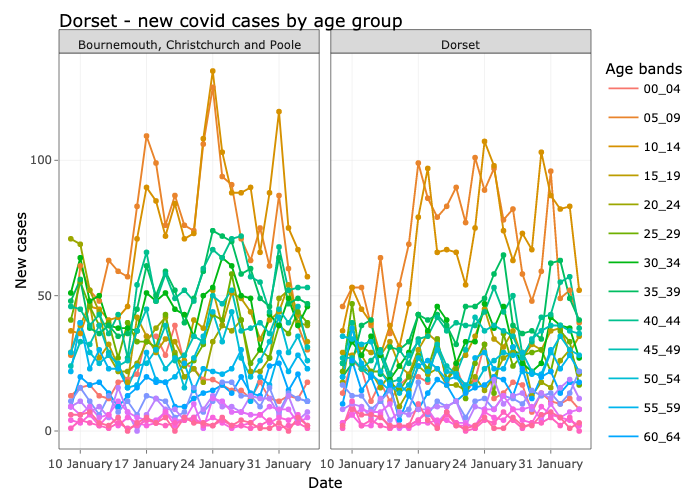 Dorset - new covid cases by age group
Bournemouth, Christchurch and Poole
Dorset
New cases
100
50
0
10 January 17 January 24 January 31 January
10 January 17 January 24 January 31 January
Date
Age bands
00_04
05_09
10_14
15_19
20_24
25_29
30_34
35_39
40_44
45_49
50_54
55_59
60_64